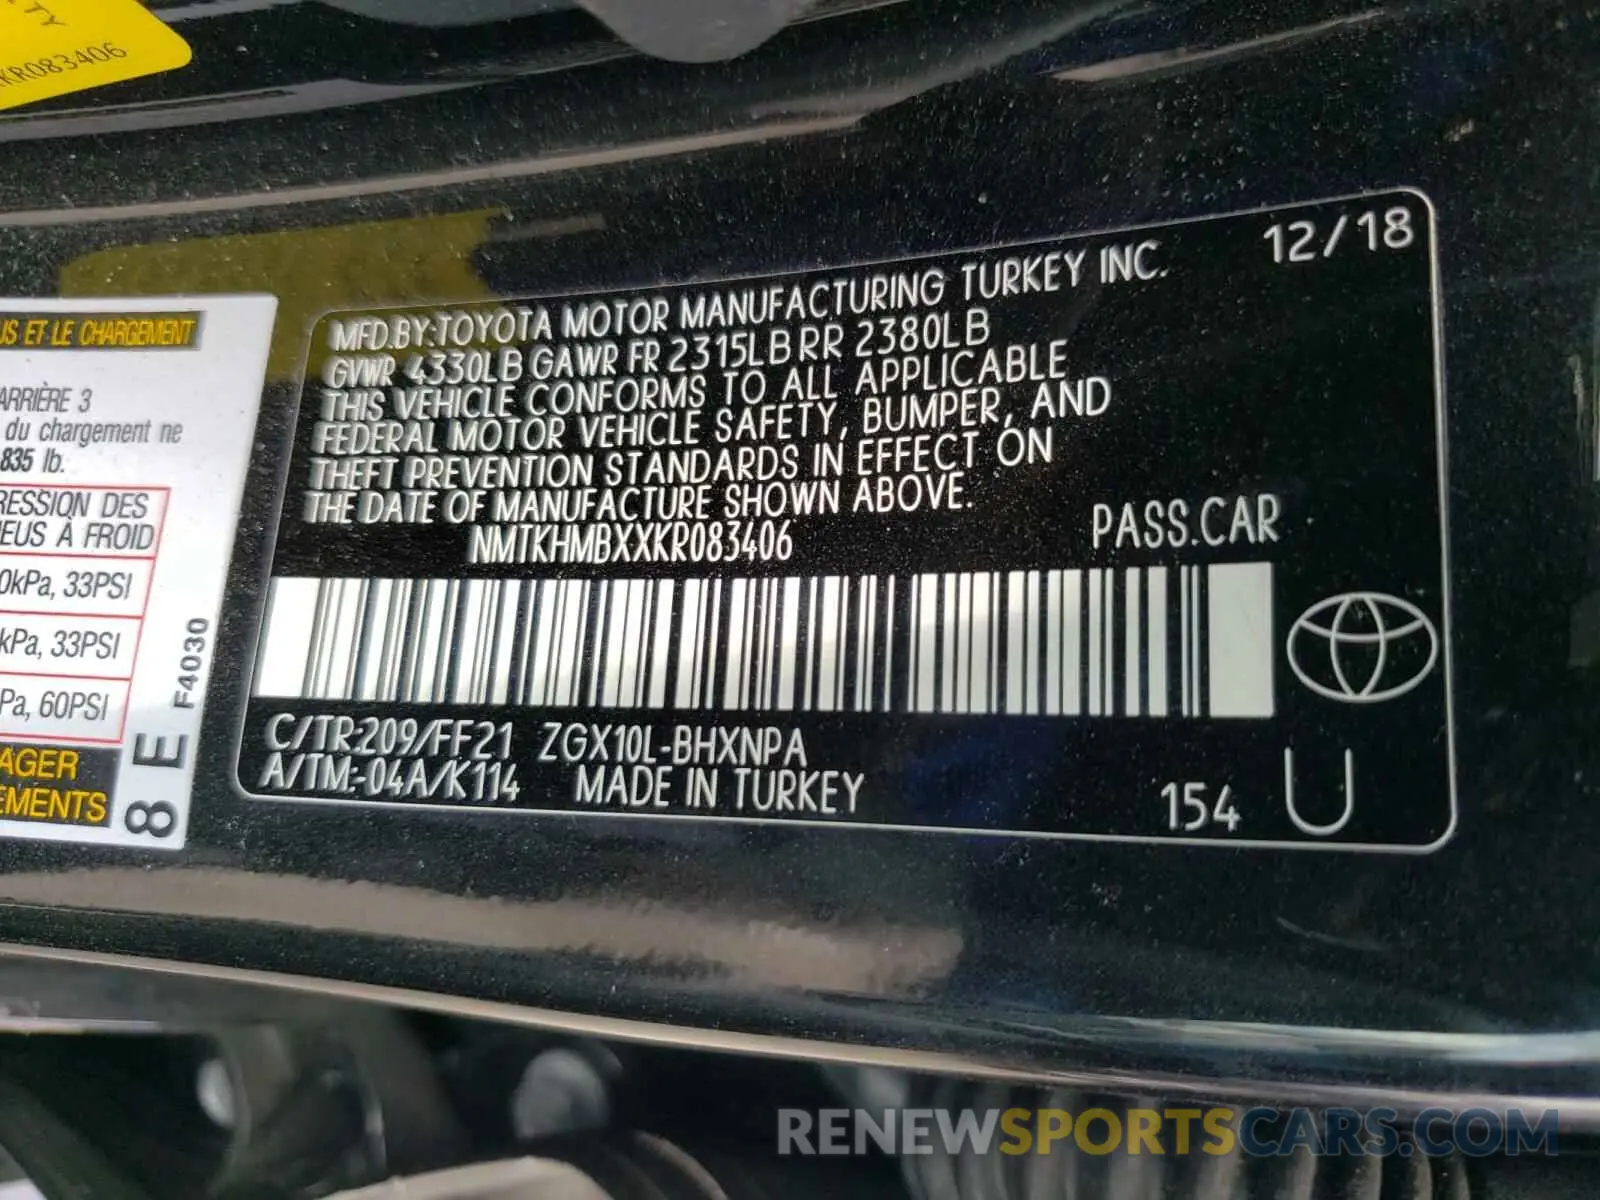 TY
KR083406
12/18
MFD.BY:TOYOTA MOTOR MANUFACTURING TURKEY INC.
GVWR 4330LB GAWR FR 2315LB RR 2380LB
THIS VEHICLE CONFORMS TO ALL APPLICABLE
FEDERAL MOTOR VEHICLE SAFETY, BUMPER, AND
THEFT PREVENTION STANDARDS IN EFFECT ON
THE DATE OF MANUFACTURE SHOWN ABOVE.
NMTKHMBXXKR083406
PASS.CAR
C/TR:209/FF21 ZGX10L-BHXNPA
A/TM:-04A/K114 MADE IN TURKEY
154 U
US ET LE CHARGEMENT
ARRIÈRE 3
du chargement ne
835 lb.
RESSION DES
EUS À FROID
0kPa, 33PSI
kPa, 33PSI
Pa, 60PSI
AGER
EMENTS
F4030
8 E
RENEWSPORTSCARS.COM